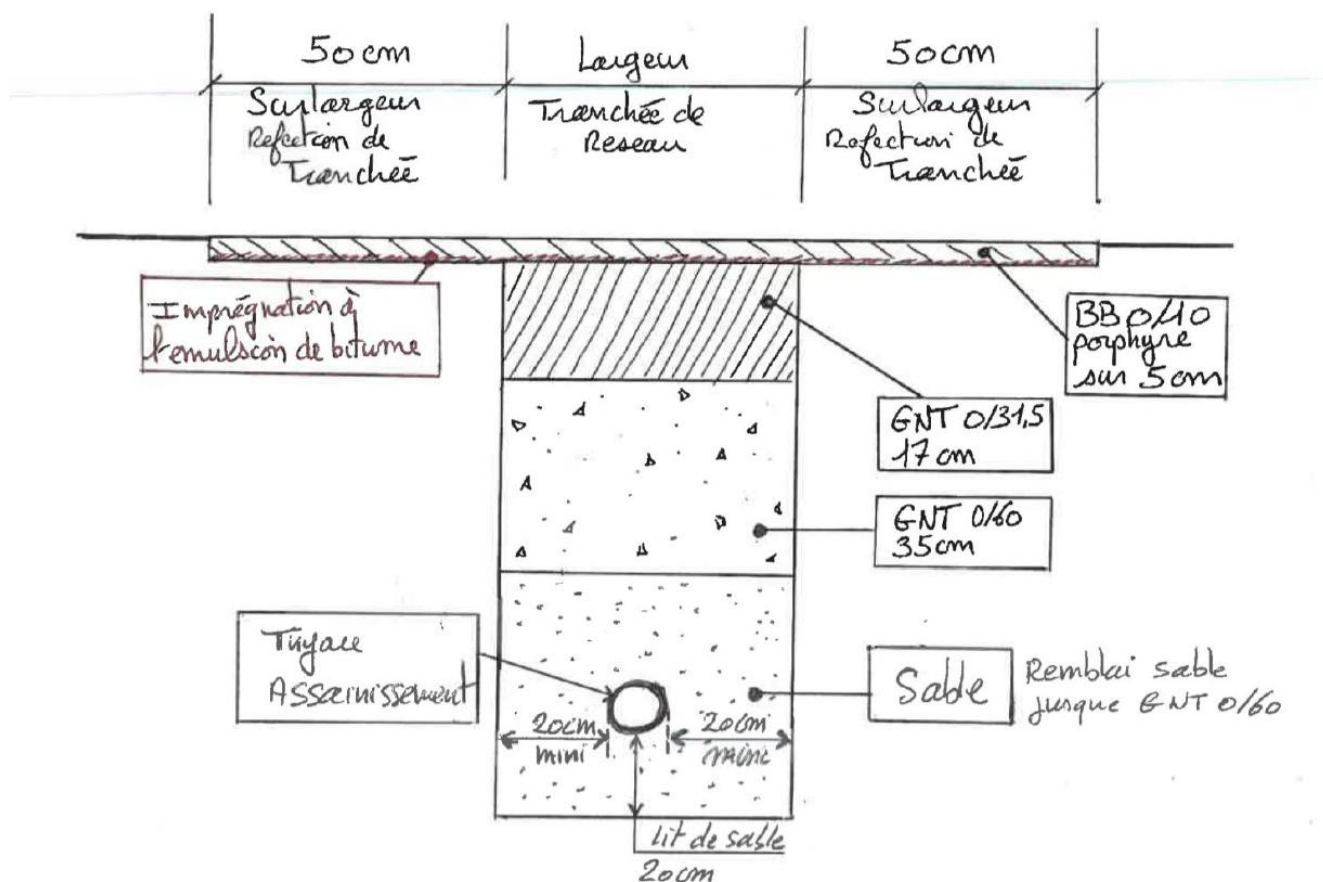 50cm
Surlargeur
Refection de
Tranchée
Largeur
Tranchée de
Reseau
50cm
Surlargeur
Refection de
Tranchée
Imprégnation à
l'emulsion de bitume
BB 0/10
porphyre
sur 5cm
GNT 0/31,5
17 cm
GNT 0/60
35cm
Tuyau
Assainissement
Sable
Remblai sable
jusque GNT 0/60
20cm
mini
20cm
mini
lit de sable
20cm